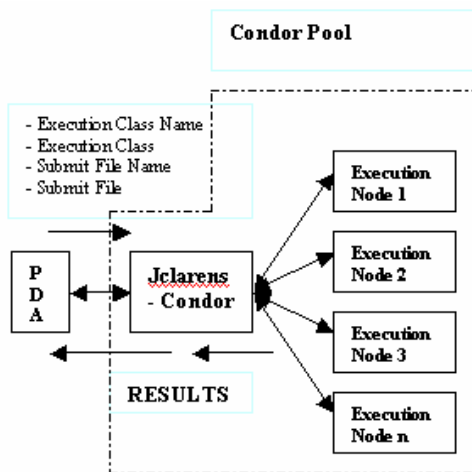 Condor Pool
- Execution Class Name
- Execution Class
- Submit File Name
- Submit File
P
D
A
Jclarens
- Condor
Execution
Node 1
Execution
Node 2
Execution
Node 3
Execution
Node n
RESULTS